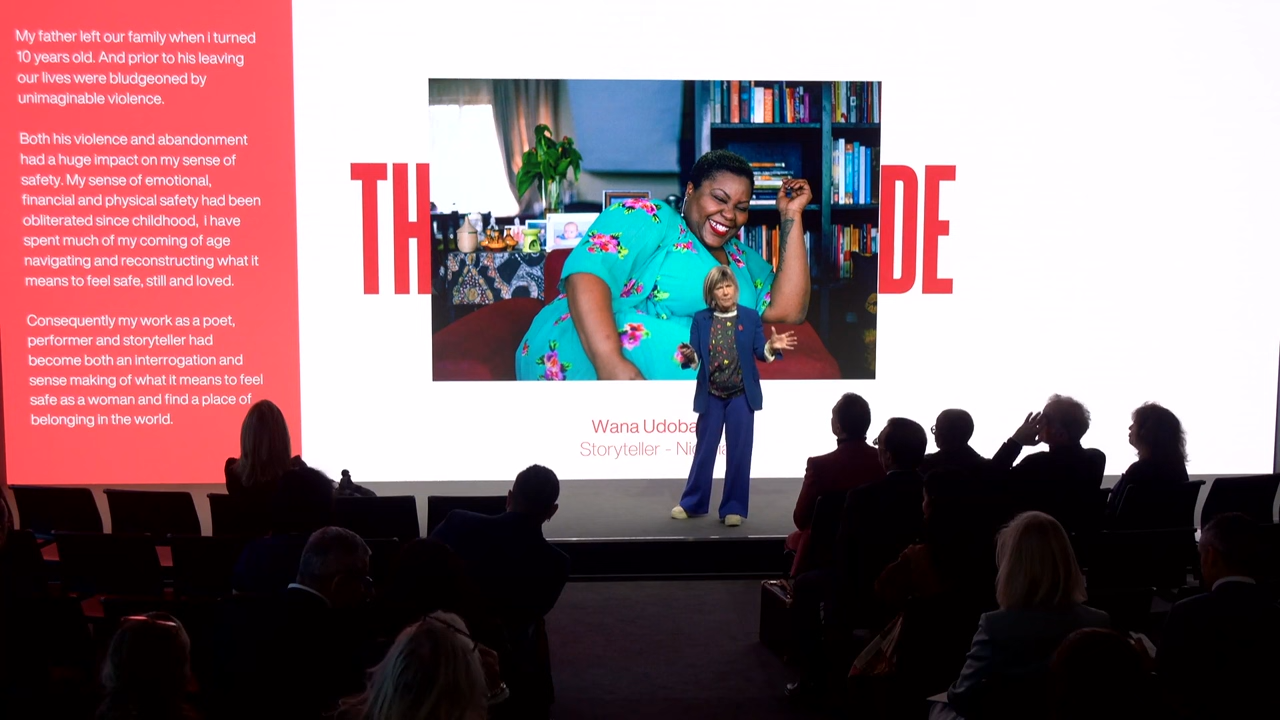 My father left our family when I turned
10 years old. And prior to his leaving
our lives were bludgeoned by
unimaginable violence.
Both his violence and abandonment
had a huge impact on my sense of
safety. My sense of emotional,
financial and physical safety had been
obliterated since childhood, I have
spent much of my coming of age
navigating and reconstructing what it
means to feel safe, still and loved.
Consequently my work as a poet,
performer and storyteller had
become both an interrogation and
sense making of what it means to feel
safe as a woman and find a place of
belonging in the world.
TH DE
Wana Udoba
Storyteller -